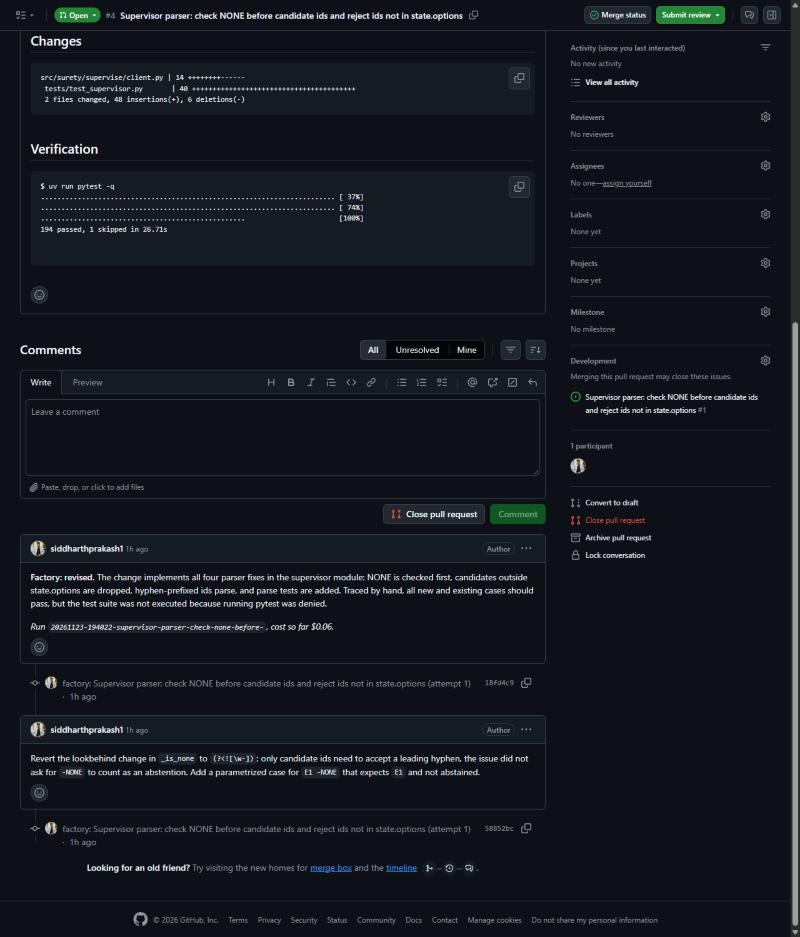 Open #4 Supervisor parser: check NONE before candidate ids and reject ids not in state.options Merge status Submit review
Changes
src/surety/supervise/client.py | 14 ++++++++------
tests/test_supervisor.py | 40 ++++++++++++++++++++++++++++++++++++++++
2 files changed, 48 insertions(+), 6 deletions(-)
Verification
$ uv run pytest -q
........................................................................ [ 37%]
........................................................................ [ 74%]
................................................... [100%]
194 passed, 1 skipped in 26.71s
Comments
All Unresolved Mine
Write Preview
Leave a comment
Paste, drop, or click to add files
Close pull request Comment
siddharthprakash1 1h ago Author
Factory: revised. The change implements all four parser fixes in the supervisor module: NONE is checked first, candidates outside
state.options are dropped, hyphen-prefixed ids parse, and parse tests are added. Traced by hand, all new and existing cases should
pass, but the test suite was not executed because running pytest was denied.
Run 20261123-194022-supervisor-parser-check-none-before-, cost so far $0.06.
factory: Supervisor parser: check NONE before candidate ids and reject ids not in state.options (attempt 1) 18fd4c9
· 1h ago
siddharthprakash1 1h ago Author
Revert the lookbehind change in _is_none to (?<![\w-]): only candidate ids need to accept a leading hyphen, the issue did not
ask for -NONE to count as an abstention. Add a parametrized case for E1 -NONE that expects E1 and not abstained.
factory: Supervisor parser: check NONE before candidate ids and reject ids not in state.options (attempt 1) 58852bc
· 1h ago
Looking for an old friend? Try visiting the new homes for merge box and the timeline
Activity (since you last interacted)
No new activity
View all activity
Reviewers
No reviewers
Assignees
No one—assign yourself
Labels
None yet
Projects
None yet
Milestone
No milestone
Development
Merging this pull request may close these issues.
Supervisor parser: check NONE before candidate ids
and reject ids not in state.options #1
1 participant
Convert to draft
Close pull request
Archive pull request
Lock conversation
© 2026 GitHub, Inc. Terms Privacy Security Status Community Docs Contact Manage cookies Do not share my personal information